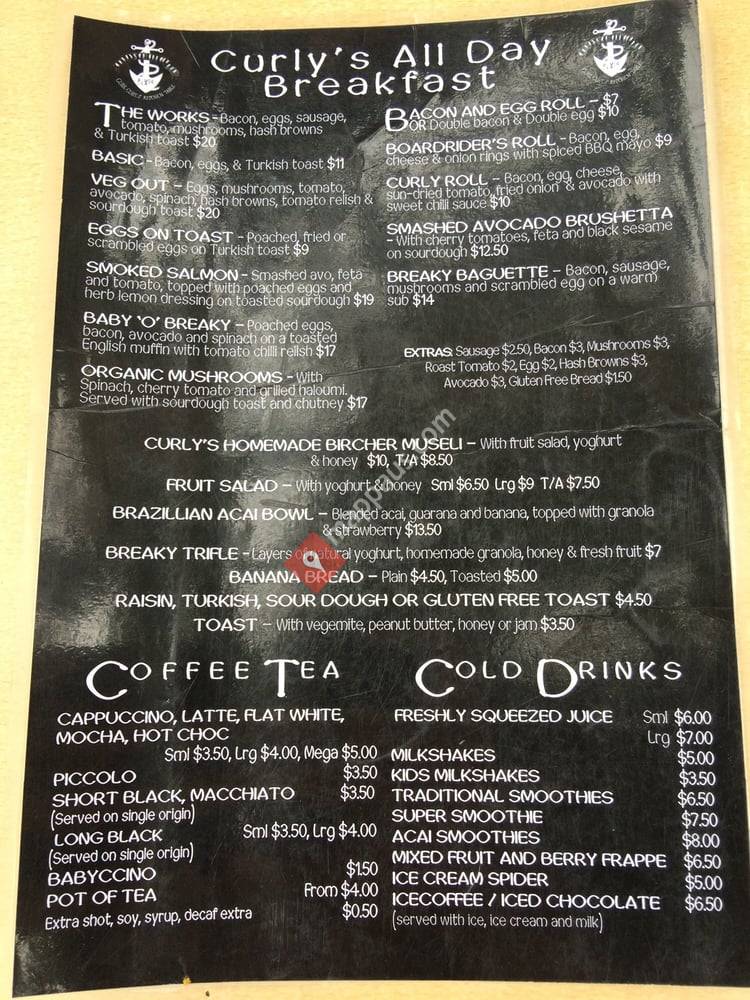 Curly's All Day
Breakfast
THE WORKS - Bacon, eggs, sausage,
tomato, mushrooms, hash browns
& Turkish toast $20
BASIC - Bacon, eggs, & Turkish toast $11
VEG OUT - Eggs, mushrooms, tomato,
avocado, spinach, hash browns, tomato relish &
sourdough toast $20
EGGS ON TOAST - Poached, fried or
scrambled eggs on Turkish toast $9
SMOKED SALMON - Smashed avo, feta
and tomato, topped with poached eggs and
herb lemon dressing on toasted sourdough $19
BABY 'O' BREAKY - Poached eggs,
bacon, avocado and spinach on a toasted
English muffin with tomato chilli relish $17
ORGANIC MUSHROOMS - With
Spinach, cherry tomato and grilled haloumi.
Served with sourdough toast and chutney $17
BACON AND EGG ROLL - $7
OR Double bacon & Double egg $10
BOARDRIDER'S ROLL - Bacon, egg,
cheese & onion rings with spiced BBQ mayo $9
CURLY ROLL - Bacon, egg, cheese,
sun-dried tomato, fried onion & avocado with
sweet chilli sauce $10
SMASHED AVOCADO BRUSHETTA
- With cherry tomatoes, feta and black sesame
on sourdough $12.50
BREAKY BAGUETTE - Bacon, sausage,
mushrooms and scrambled egg on a warm
sub $14
EXTRAS: Sausage $2.50, Bacon $3, Mushrooms $3,
Roast Tomato $2, Egg $2, Hash Browns $3,
Avocado $3, Gluten Free Bread $1.50
CURLY'S HOMEMADE BIRCHER MUSELI - With fruit salad, yoghurt
& honey $10, T/A $8.50
FRUIT SALAD - With yoghurt & honey Sml $6.50 Lrg $9 T/A $7.50
BRAZILLIAN ACAI BOWL - Blended acai, guarana and banana, topped with granola
& strawberry $13.50
BREAKY TRIFLE - Layers of natural yoghurt, homemade granola, honey & fresh fruit $7
BANANA BREAD - Plain $4.50, Toasted $5.00
RAISIN, TURKISH, SOUR DOUGH OR GLUTEN FREE TOAST $4.50
TOAST - With vegemite, peanut butter, honey or jam $3.50
COFFEE TEA
CAPPUCCINO, LATTE, FLAT WHITE,
MOCHA, HOT CHOC
Sml $3.50, Lrg $4.00, Mega $5.00
PICCOLO $3.50
SHORT BLACK, MACCHIATO $3.50
(Served on single origin)
LONG BLACK Sml $3.50, Lrg $4.00
(Served on single origin)
BABYCCINO $1.50
POT OF TEA From $4.00
Extra shot, soy, syrup, decaf extra $0.50
COLD DRINKS
FRESHLY SQUEEZED JUICE Sml $6.00
Lrg $7.00
MILKSHAKES $5.00
KIDS MILKSHAKES $3.50
TRADITIONAL SMOOTHIES $6.50
SUPER SMOOTHIE $7.50
ACAI SMOOTHIES $8.00
MIXED FRUIT AND BERRY FRAPPE $6.50
ICE CREAM SPIDER $5.00
ICECOFFEE / ICED CHOCOLATE $6.50
(served with ice, ice cream and milk)